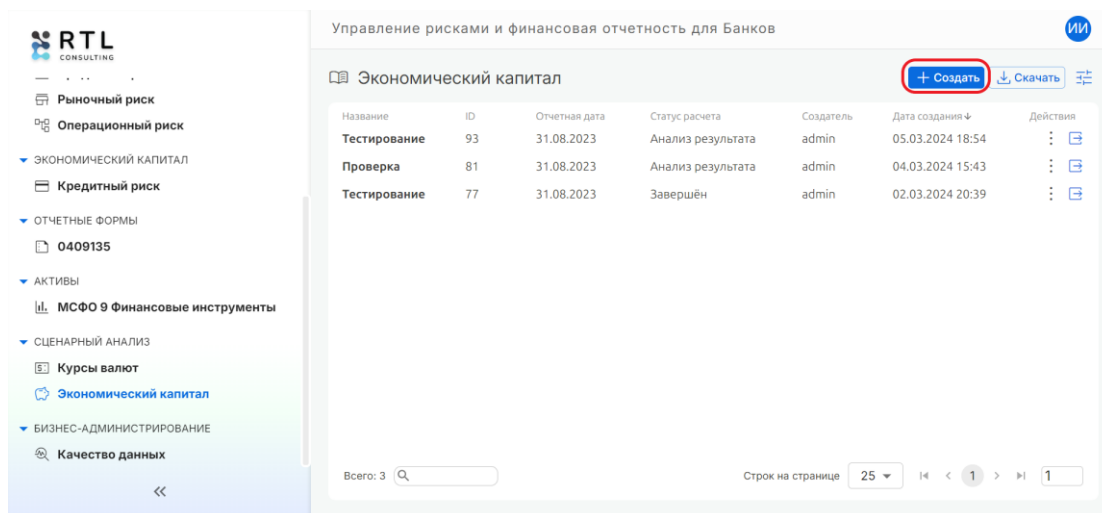 RTL
CONSULTING
Рыночный риск
Операционный риск
ЭКОНОМИЧЕСКИЙ КАПИТАЛ
Кредитный риск
ОТЧЕТНЫЕ ФОРМЫ
0409135
АКТИВЫ
МСФО 9 Финансовые инструменты
СЦЕНАРНЫЙ АНАЛИЗ
Курсы валют
Экономический капитал
БИЗНЕС-АДМИНИСТРИРОВАНИЕ
Качество данных
Управление рисками и финансовая отчетность для Банков ИИ
Экономический капитал + Создать Скачать
Название ID Отчетная дата Статус расчета Создатель Дата создания Действия
Тестирование 93 31.08.2023 Анализ результата admin 05.03.2024 18:54
Проверка 81 31.08.2023 Анализ результата admin 04.03.2024 15:43
Тестирование 77 31.08.2023 Завершён admin 02.03.2024 20:39
Всего: 3 Строк на странице 25 1 1